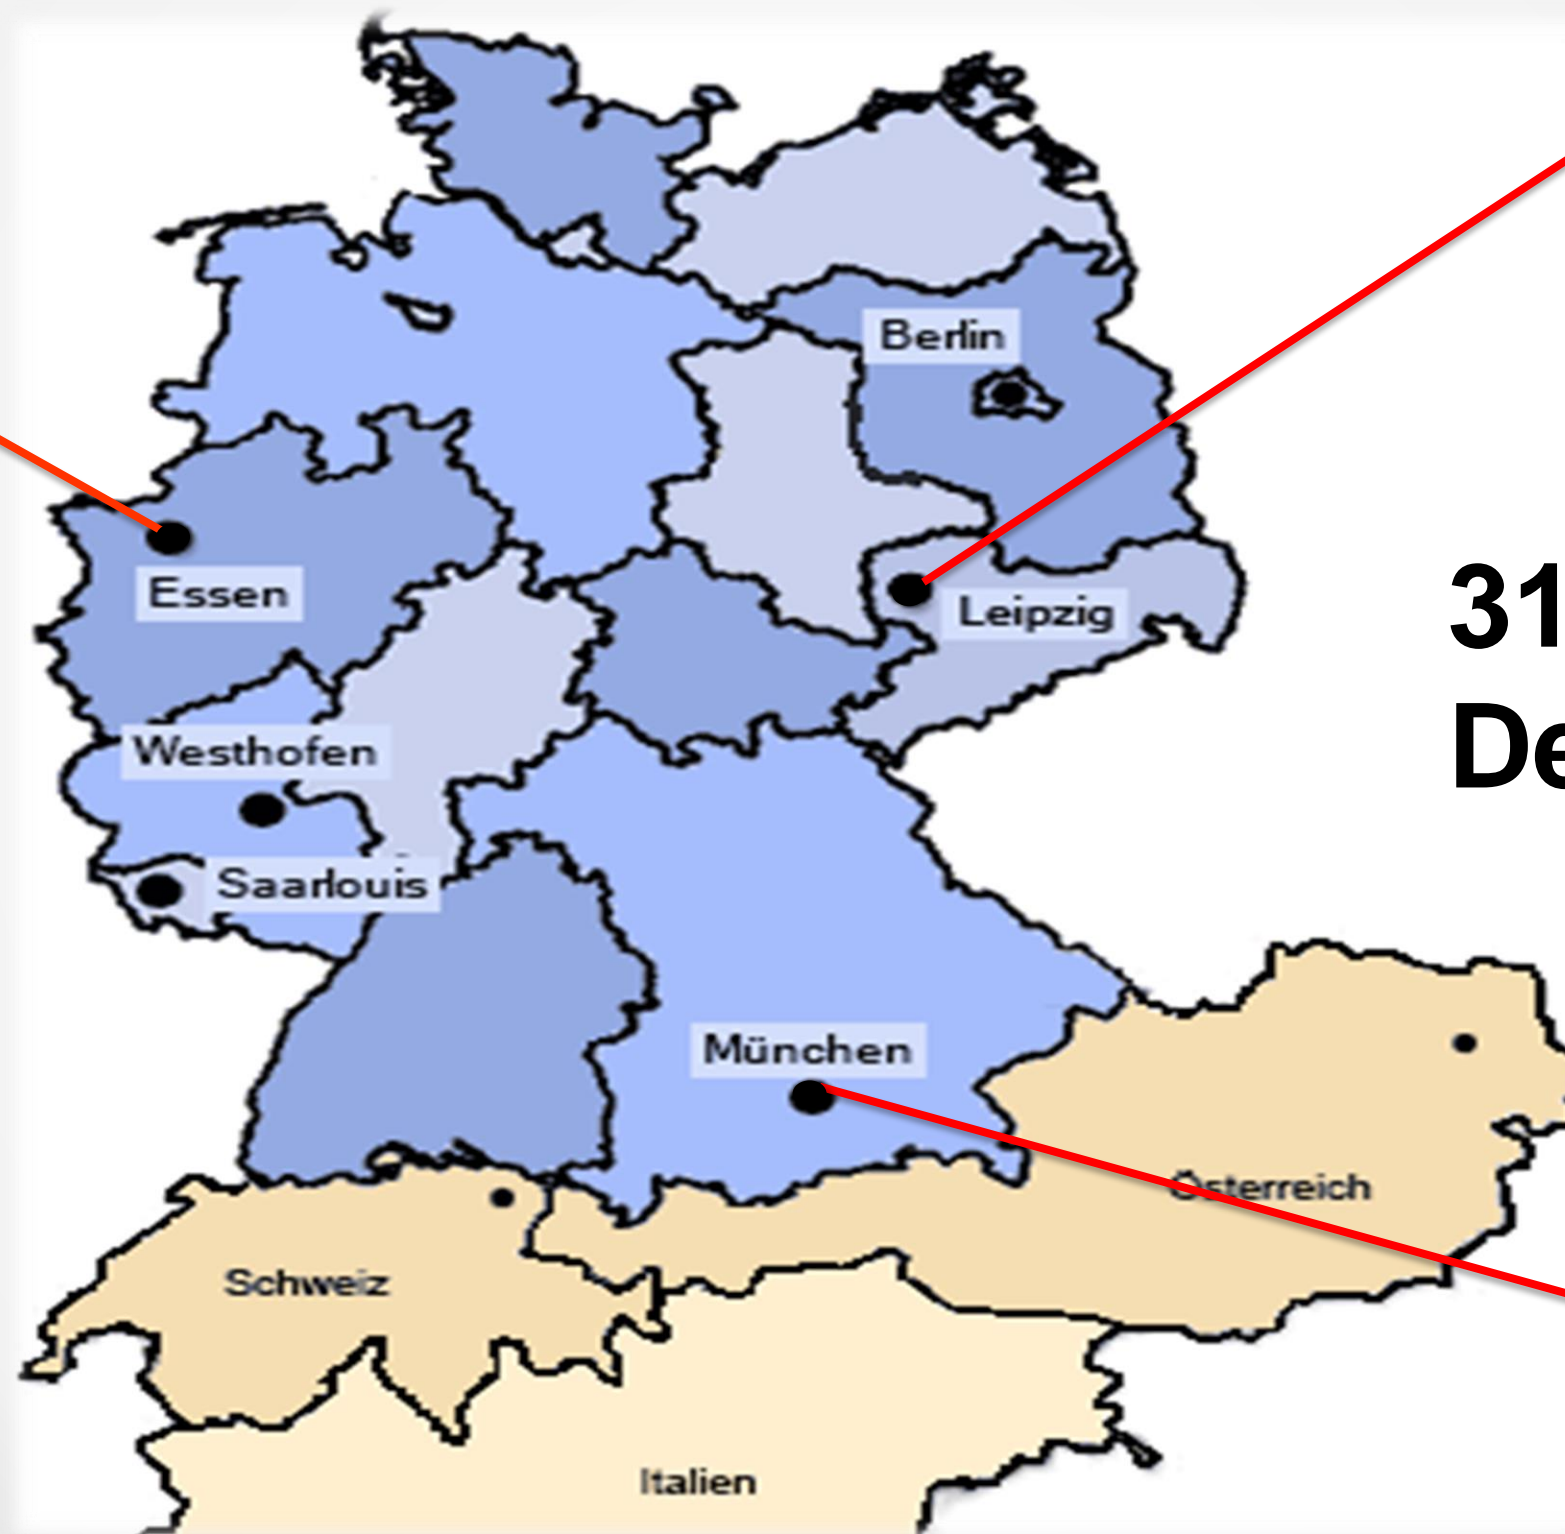 Berlin
Essen
Leipzig
31
De
Westhofen
Saarlouis
München
Österreich
Schweiz
Italien